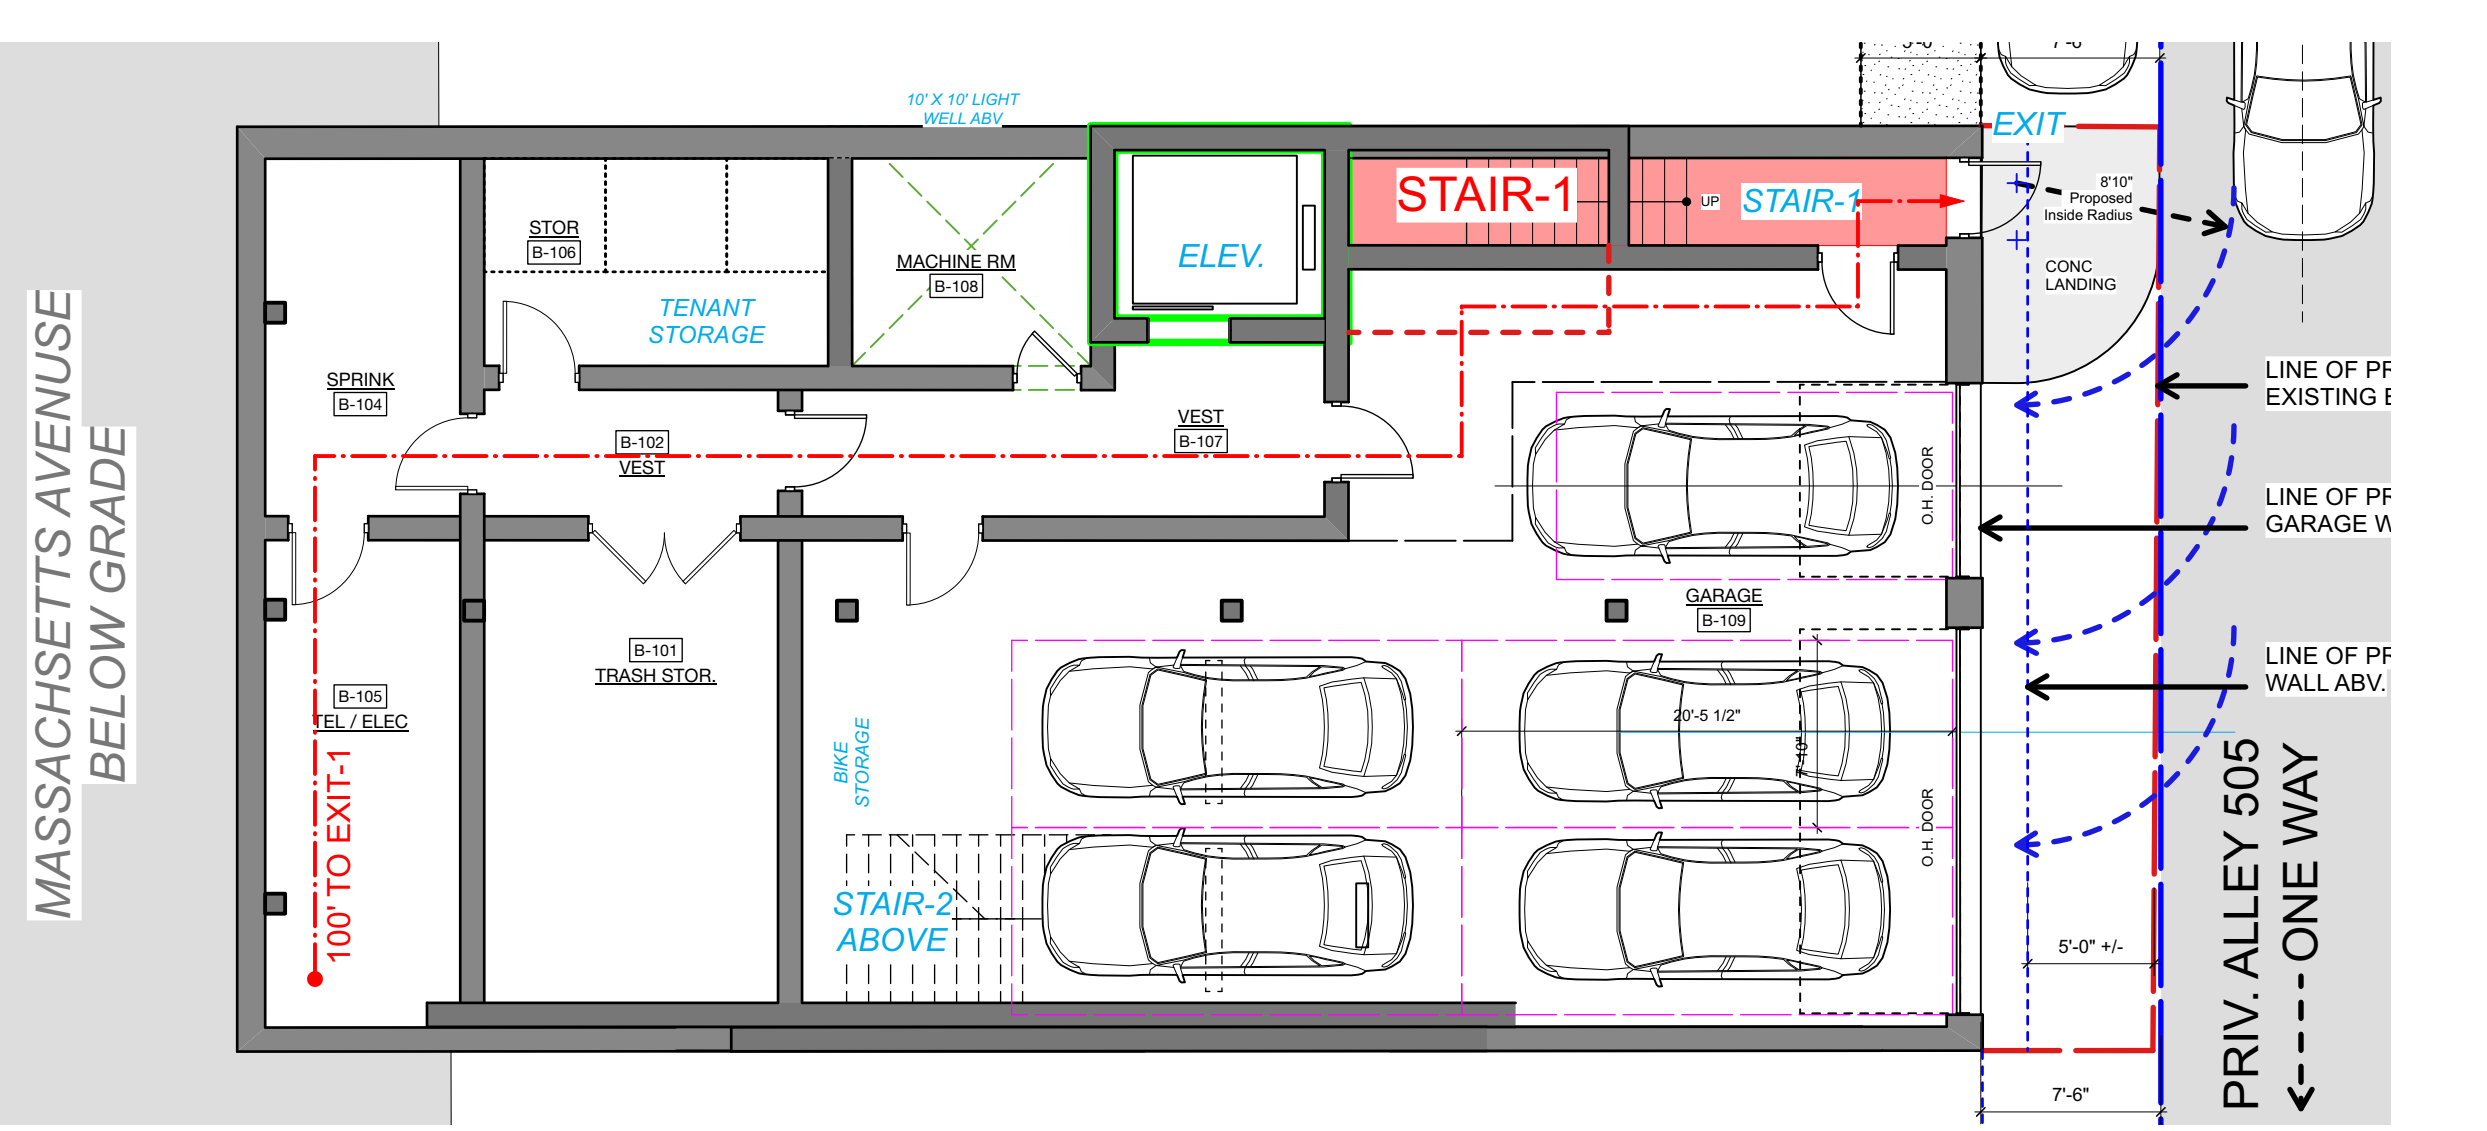 7'-6
10' X 10' LIGHT
WELL ABV
EXIT
STAIR-1
UP
STAIR-1
8'10"
Proposed
Inside Radius
STOR
B-106
MACHINE RM
B-108
ELEV.
CONC
LANDING
TENANT
STORAGE
SPRINK
B-104
LINE OF PR
EXISTING E
B-102
VEST
VEST
B-107
O.H. DOOR
LINE OF PR
GARAGE W
MASSACHSETTS AVENUSE
BELOW GRADE
GARAGE
B-109
B-101
TRASH STOR.
B-105
TEL / ELEC
LINE OF PR
WALL ABV.
BIKE
STORAGE
20'-5 1/2"
100' TO EXIT-1
O.H. DOOR
STAIR-2
ABOVE
PRIV. ALLEY 505
ONE WAY
5'-0" +/-
7'-6"